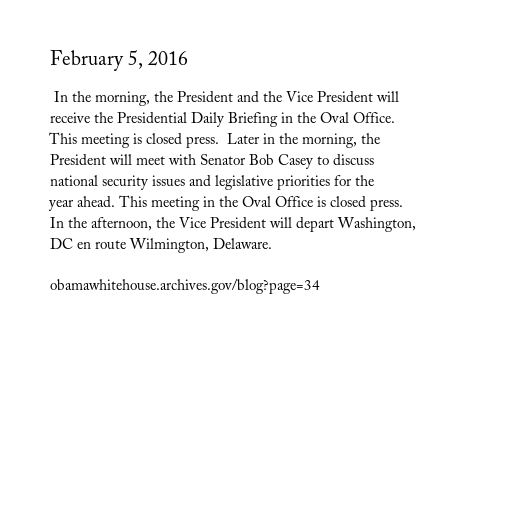 February 5, 2016
In the morning, the President and the Vice President will
receive the Presidential Daily Briefing in the Oval Office.
This meeting is closed press.  Later in the morning, the
President will meet with Senator Bob Casey to discuss
national security issues and legislative priorities for the
year ahead. This meeting in the Oval Office is closed press.
In the afternoon, the Vice President will depart Washington,
DC en route Wilmington, Delaware.
obamawhitehouse.archives.gov/blog?page=34